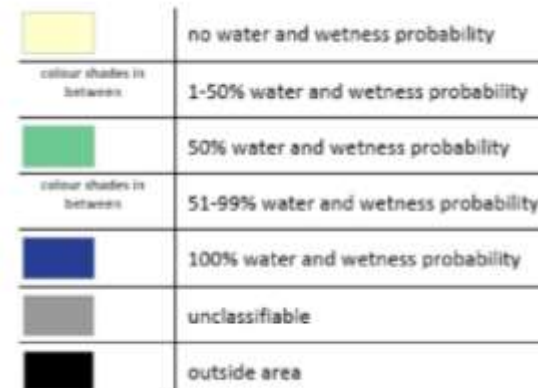 no water and wetness probability
colour shades in
between
1-50% water and wetness probability
50% water and wetness probability
colour shades in
between
51-99% water and wetness probability
100% water and wetness probability
unclassifiable
outside area